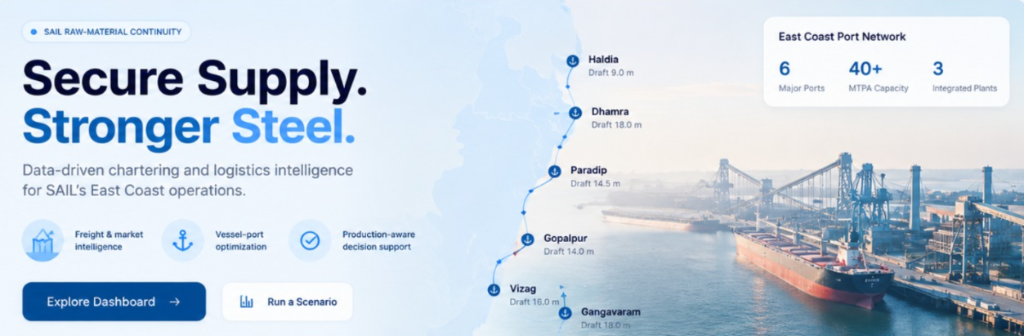 SAIL RAW-MATERIAL CONTINUITY
Secure Supply.
Stronger Steel.
Data-driven chartering and logistics intelligence
for SAIL's East Coast operations.
Freight & market
intelligence
Vessel-port
optimization
Production-aware
decision support
Explore Dashboard →
Run a Scenario
Haldia
Draft 9.0 m
Dhamra
Draft 18.0 m
Paradip
Draft 14.5 m
Gopalpur
Draft 14.0 m
Vizag
Draft 16.0 m
Gangavaram
Draft 18.0 m
East Coast Port Network
6
Major Ports
40+
MTPA Capacity
3
Integrated Plants